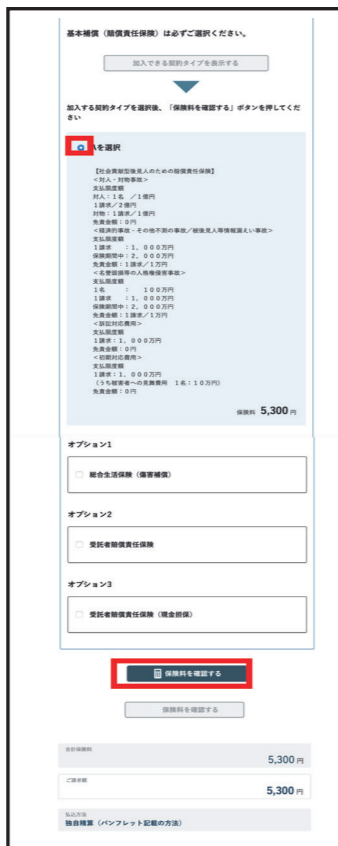 基本補償（賠償責任保険）は必ずご選択ください。
加入できる契約タイプを表示する
加入する契約タイプを選択後、「保険料を確認する」ボタンを押してくだ
さい
Aを選択
【社会貢献型後見人のための賠償責任保険】
＜対人・対物事故＞
支払限度額
対人：1名 ／1億円
1請求／2億円
対物：1請求／1億円
免責金額：0円
＜経済的事故・その他不測の事故／被後見人等情報漏えい事故＞
支払限度額
1請求 ：1，000万円
保険期間中：2，000万円
免責金額：1請求／1万円
＜名誉毀損等の人格権侵害事故＞
支払限度額
1名 ： 100万円
1請求 ：1，000万円
保険期間中：2，000万円
免責金額：1請求／1万円
＜訴訟対応費用＞
支払限度額
1請求：1，000万円
免責金額：0円
＜初期対応費用＞
支払限度額
1請求：1，000万円
（うち被害者への見舞費用 1名：10万円）
免責金額：0円
保険料 5,300 円
オプション1
総合生活保険（傷害補償）
オプション2
受託者賠償責任保険
オプション3
受託者賠償責任保険（現金担保）
保険料を確認する
保険料を確認する
合計保険料
5,300 円
ご請求額
5,300 円
払込方法
独自精算（パンフレット記載の方法）